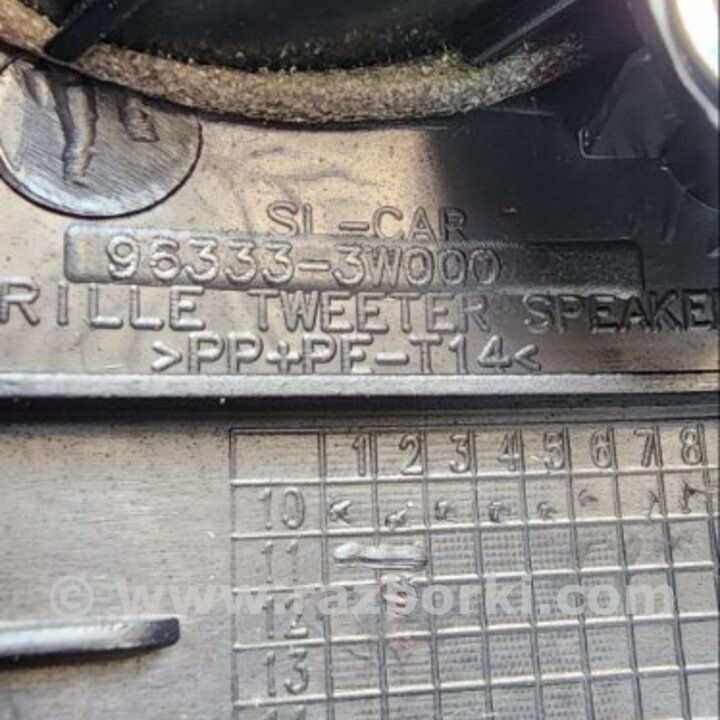 SL-CAR
96333-3W000
RILLE TWEETER SPEAKER
>PP+PE-T14<
1 2 3 4 5 6 7 8
10
11
12
13
© www.razborki.com